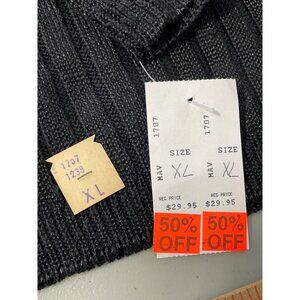 1707
1238
XL
1707
MAV
SIZE
XL
REG PRICE
$29.95
50%
OFF
1707
MAV
SIZE
XL
REG PRICE
$29.95
50%
OFF